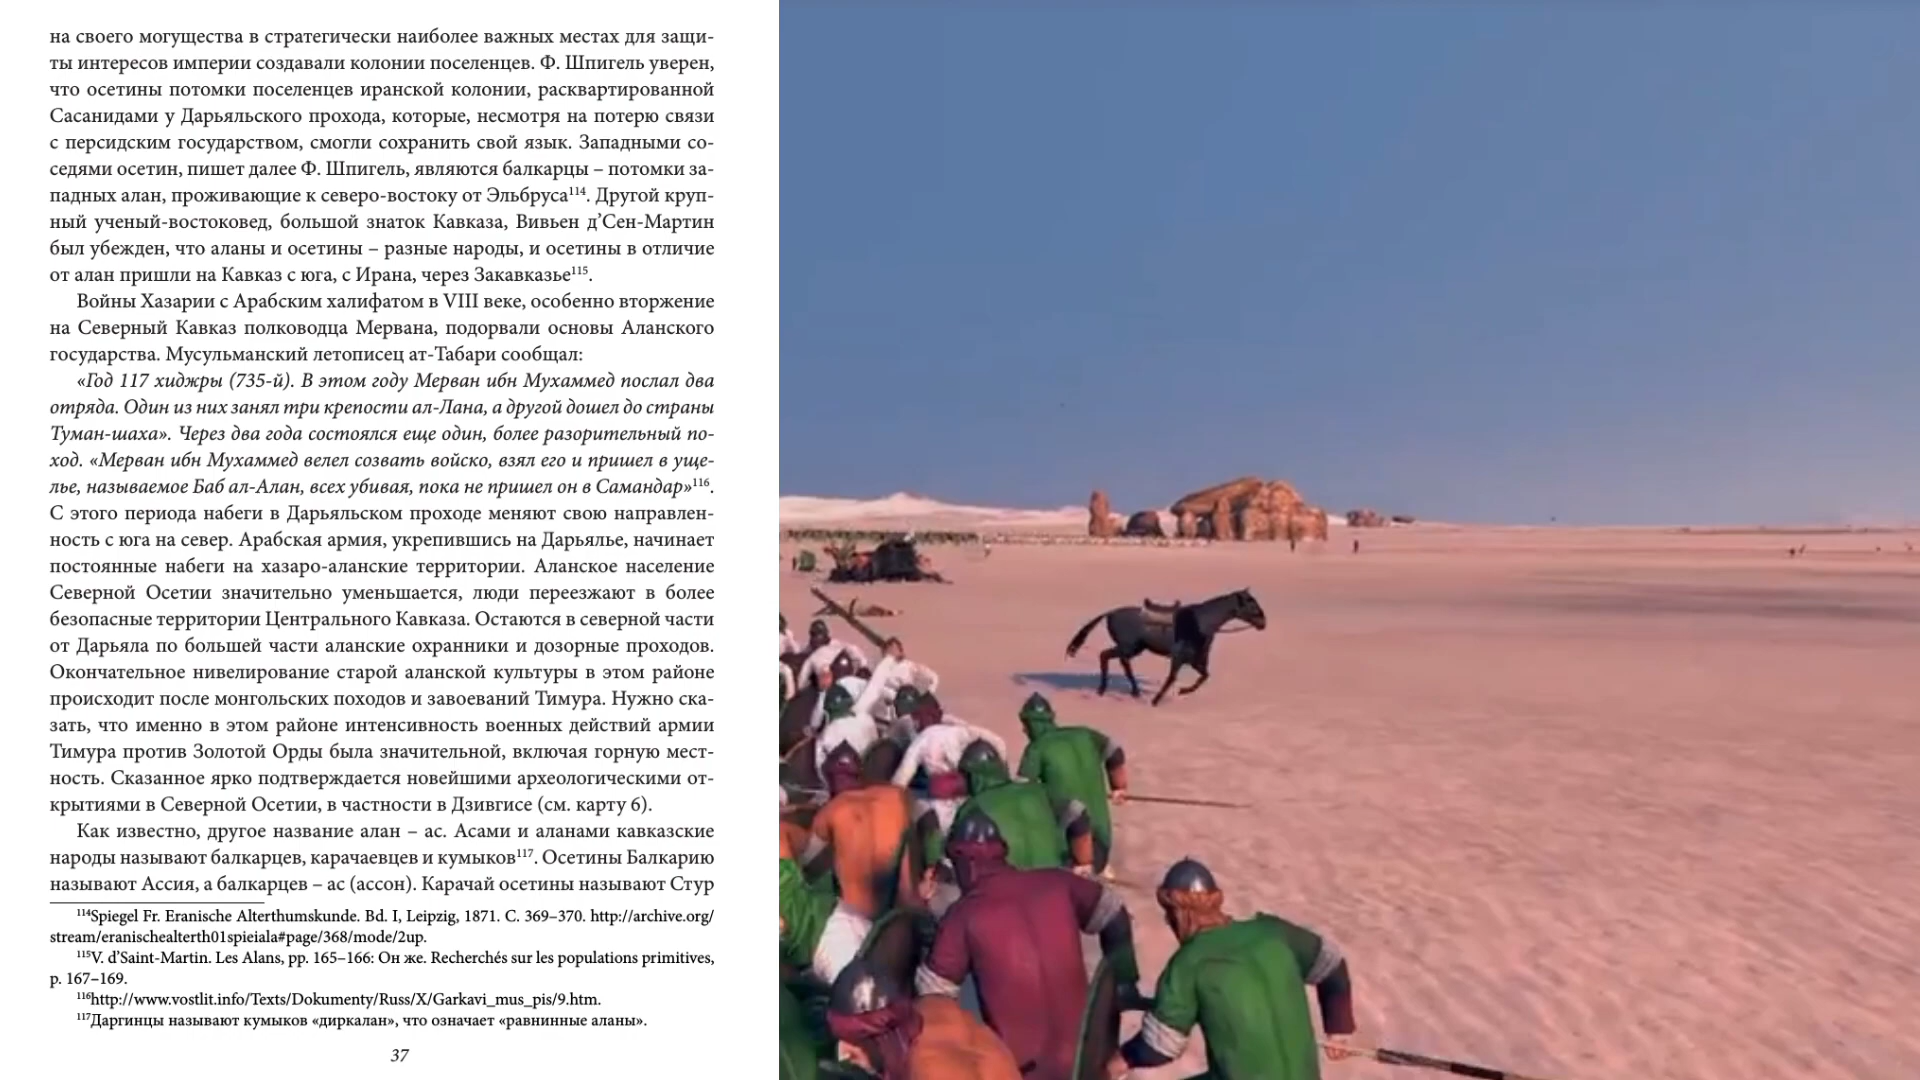 на своего могущества в стратегически наиболее важных местах для защи-
ты интересов империи создавали колонии поселенцев. Ф. Шпигель уверен,
что осетины потомки поселенцев иранской колонии, расквартированной
Сасанидами у Дарьяльского прохода, которые, несмотря на потерю связи
с персидским государством, смогли сохранить свой язык. Западными со-
седями осетин, пишет далее Ф. Шпигель, являются балкарцы – потомки за-
падных алан, проживающие к северо-востоку от Эльбруса¹¹⁴. Другой круп-
ный ученый-востоковед, большой знаток Кавказа, Вивьен д’Сен-Мартин
был убежден, что аланы и осетины – разные народы, и осетины в отличие
от алан пришли на Кавказ с юга, с Ирана, через Закавказье¹¹⁵.
Войны Хазарии с Арабским халифатом в VIII веке, особенно вторжение
на Северный Кавказ полководца Мервана, подорвали основы Аланского
государства. Мусульманский летописец ат-Табари сообщал:
«Год 117 хиджры (735-й). В этом году Мерван ибн Мухаммед послал два
отряда. Один из них занял три крепости ал-Лана, а другой дошел до страны
Туман-шаха». Через два года состоялся еще один, более разорительный по-
ход. «Мерван ибн Мухаммед велел созвать войско, взял его и пришел в уще-
лье, называемое Баб ал-Алан, всех убивая, пока не пришел он в Самандар»¹¹⁶.
С этого периода набеги в Дарьяльском проходе меняют свою направлен-
ность с юга на север. Арабская армия, укрепившись на Дарьялье, начинает
постоянные набеги на хазаро-аланские территории. Аланское население
Северной Осетии значительно уменьшается, люди переезжают в более
безопасные территории Центрального Кавказа. Остаются в северной части
от Дарьяла по большей части аланские охранники и дозорные проходов.
Окончательное нивелирование старой аланской культуры в этом районе
происходит после монгольских походов и завоеваний Тимура. Нужно ска-
зать, что именно в этом районе интенсивность военных действий армии
Тимура против Золотой Орды была значительной, включая горную мест-
ность. Сказанное ярко подтверждается новейшими археологическими от-
крытиями в Северной Осетии, в частности в Дзивгисе (см. карту 6).
Как известно, другое название алан – ас. Асами и аланами кавказские
народы называют балкарцев, карачаевцев и кумыков¹¹⁷. Осетины Балкарию
называют Ассия, а балкарцев – ас (ассон). Карачай осетины называют Стур
¹¹⁴Spiegel Fr. Eranische Alterthumskunde. Bd. I, Leipzig, 1871. С. 369–370. http://archive.org/
stream/eranischealterth01spieiala#page/368/mode/2up.
¹¹⁵V. d’Saint-Martin. Les Alans, pp. 165–166: Он же. Recherchés sur les populations primitives,
p. 167–169.
¹¹⁶http://www.vostlit.info/Texts/Dokumenty/Russ/X/Garkavi_mus_pis/9.htm.
¹¹⁷Даргинцы называют кумыков «диркалан», что означает «равнинные аланы».
37